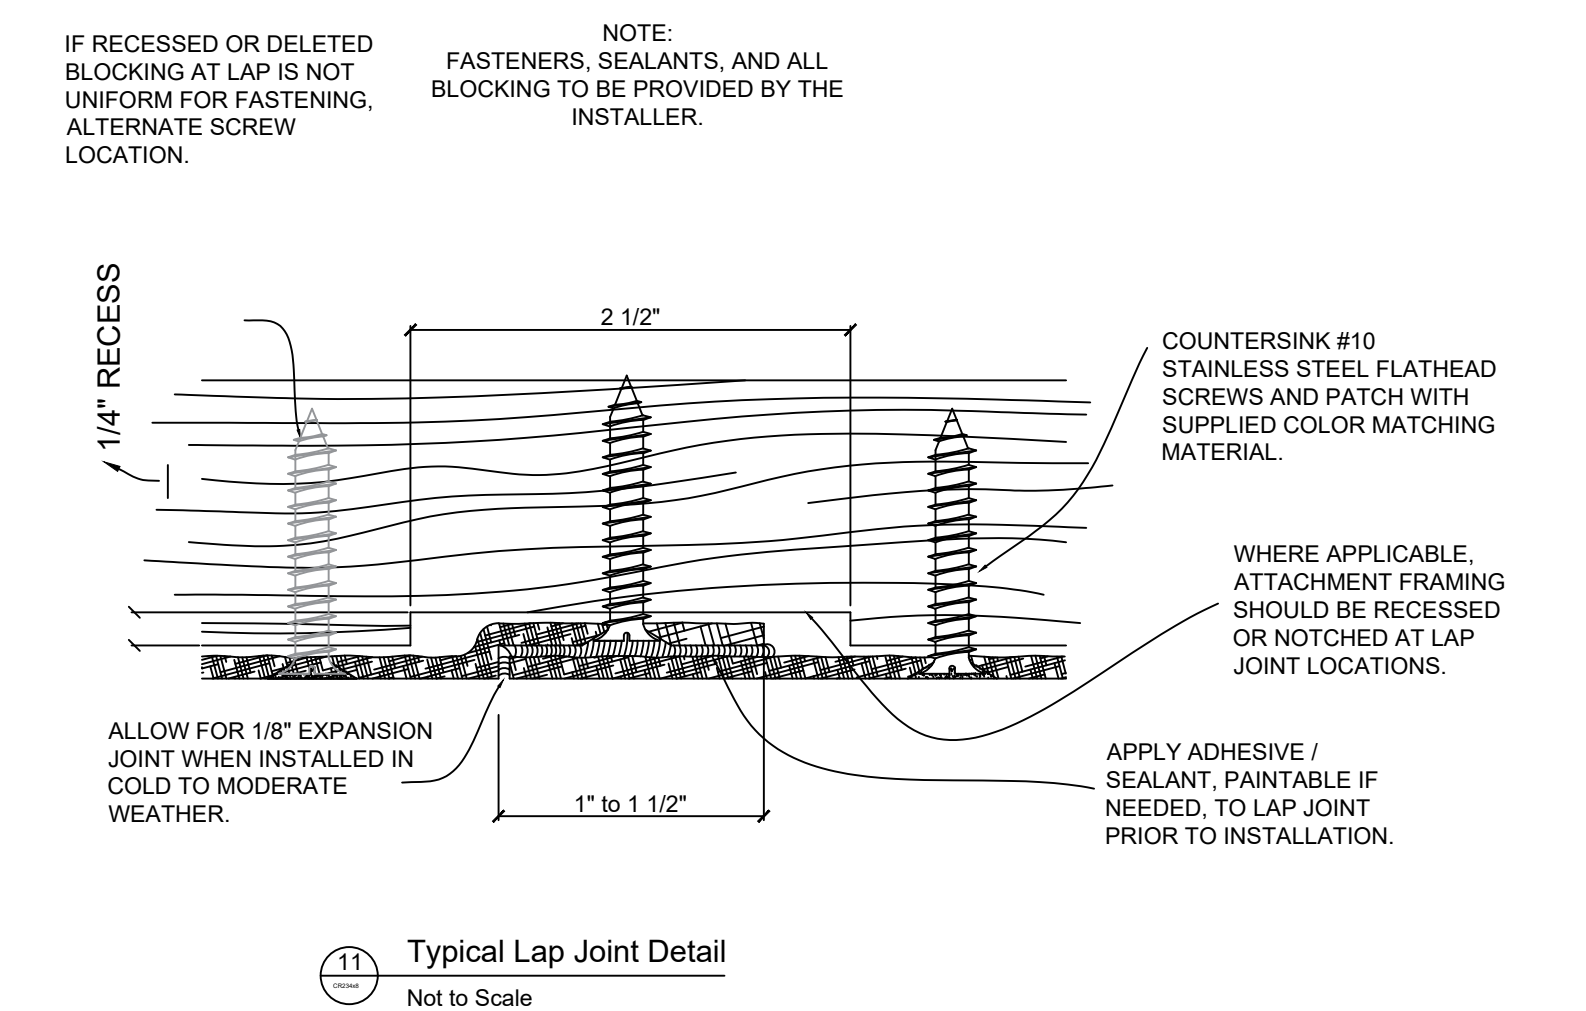 IF RECESSED OR DELETED
BLOCKING AT LAP IS NOT
UNIFORM FOR FASTENING,
ALTERNATE SCREW
LOCATION.
NOTE:
FASTENERS, SEALANTS, AND ALL
BLOCKING TO BE PROVIDED BY THE
INSTALLER.
1/4" RECESS
2 1/2"
COUNTERSINK #10
STAINLESS STEEL FLATHEAD
SCREWS AND PATCH WITH
SUPPLIED COLOR MATCHING
MATERIAL.
WHERE APPLICABLE,
ATTACHMENT FRAMING
SHOULD BE RECESSED
OR NOTCHED AT LAP
JOINT LOCATIONS.
ALLOW FOR 1/8" EXPANSION
JOINT WHEN INSTALLED IN
COLD TO MODERATE
WEATHER.
1" to 1 1/2"
APPLY ADHESIVE /
SEALANT, PAINTABLE IF
NEEDED, TO LAP JOINT
PRIOR TO INSTALLATION.
11
CR234x8
Typical Lap Joint Detail
Not to Scale